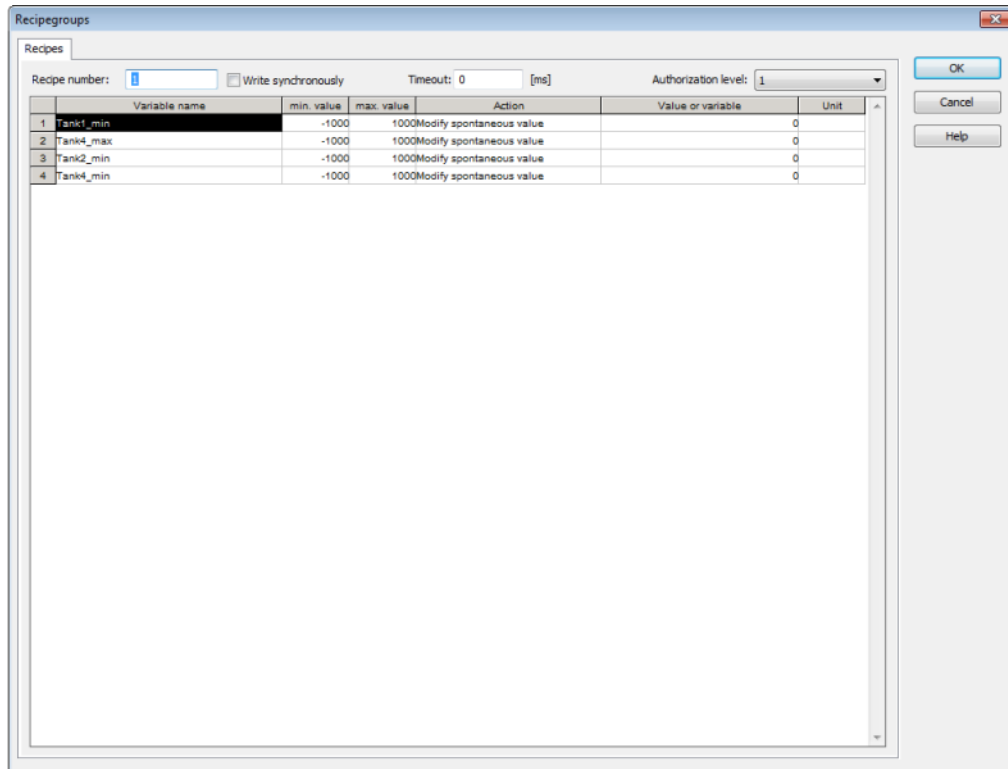 Recipegroups
Recipes
Recipe number: 1 Write synchronously Timeout: 0 [ms] Authorization level: 1
OK
Cancel
Help
Variable name min. value max. value Action Value or variable Unit
1 Tank1_min -1000 1000 Modify spontaneous value 0
2 Tank4_max -1000 1000 Modify spontaneous value 0
3 Tank2_min -1000 1000 Modify spontaneous value 0
4 Tank4_min -1000 1000 Modify spontaneous value 0